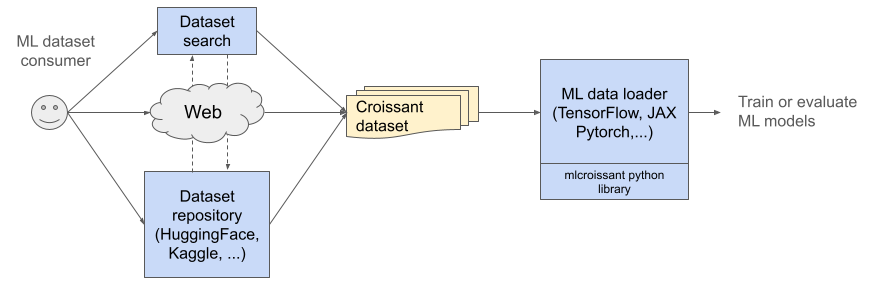 ML dataset
consumer
Dataset
search
Web
Dataset
repository
(HuggingFace,
Kaggle, ...)
Croissant
dataset
ML data loader
(TensorFlow, JAX
Pytorch,...)
mlcroissant python
library
Train or evaluate
ML models